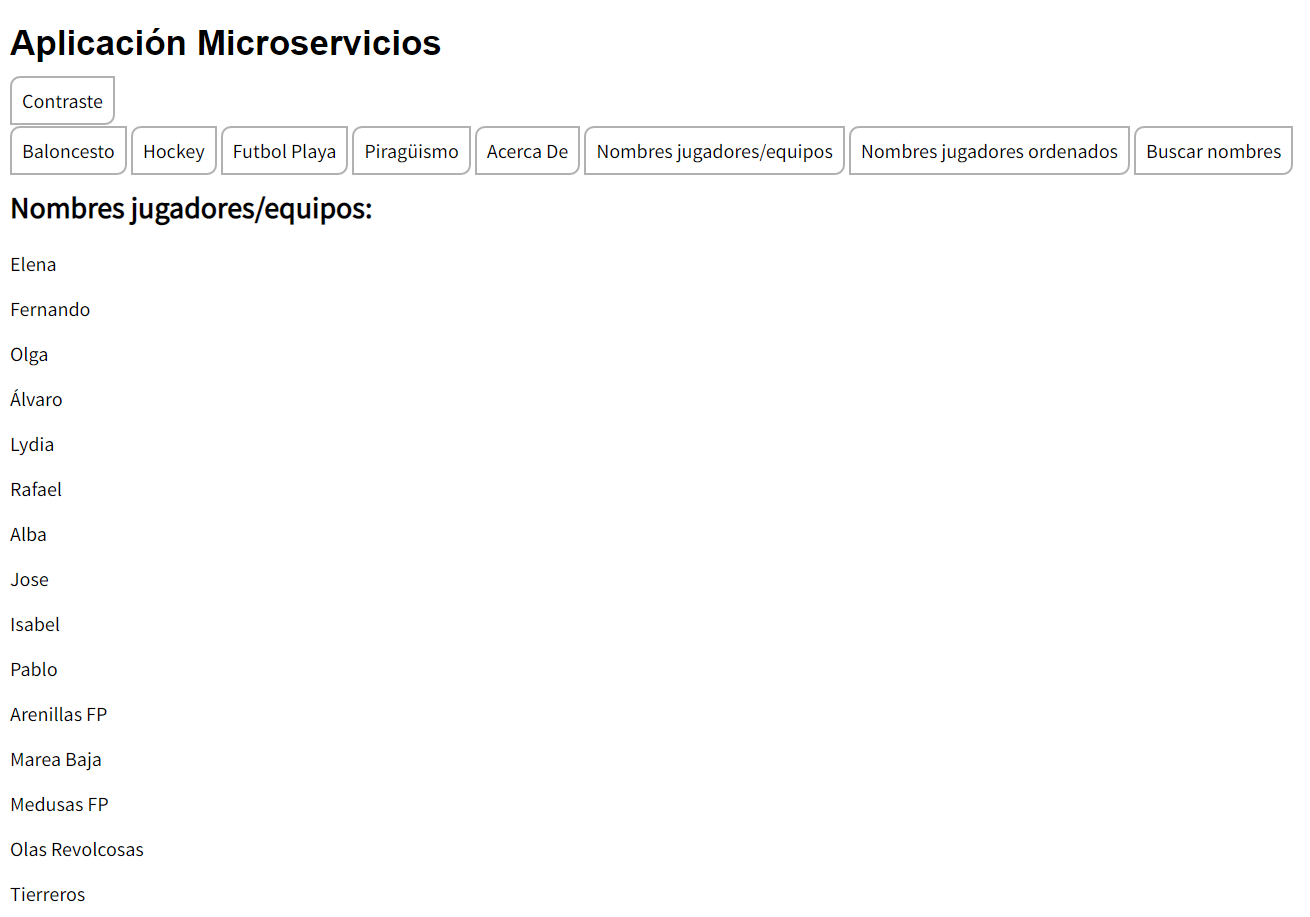 Aplicación Microservicios
Contraste
Baloncesto Hockey Futbol Playa Piragüismo Acerca De Nombres jugadores/equipos Nombres jugadores ordenados Buscar nombres
Nombres jugadores/equipos:
Elena
Fernando
Olga
Álvaro
Lydia
Rafael
Alba
Jose
Isabel
Pablo
Arenillas FP
Marea Baja
Medusas FP
Olas Revolcosas
Tierreros